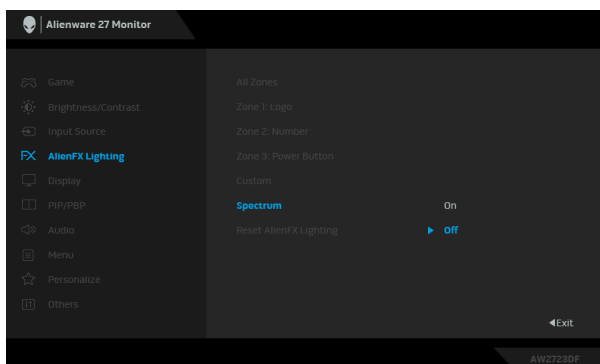 Alienware 27 Monitor
Game
Brightness/Contrast
Input Source
FX AlienFX Lighting
Display
PIP/PBP
Audio
Menu
Personalize
Others
All Zones
Zone 1: Logo
Zone 2: Number
Zone 3: Power Button
Custom
Spectrum On
Reset AlienFX Lighting Off
Exit
AW2723DF